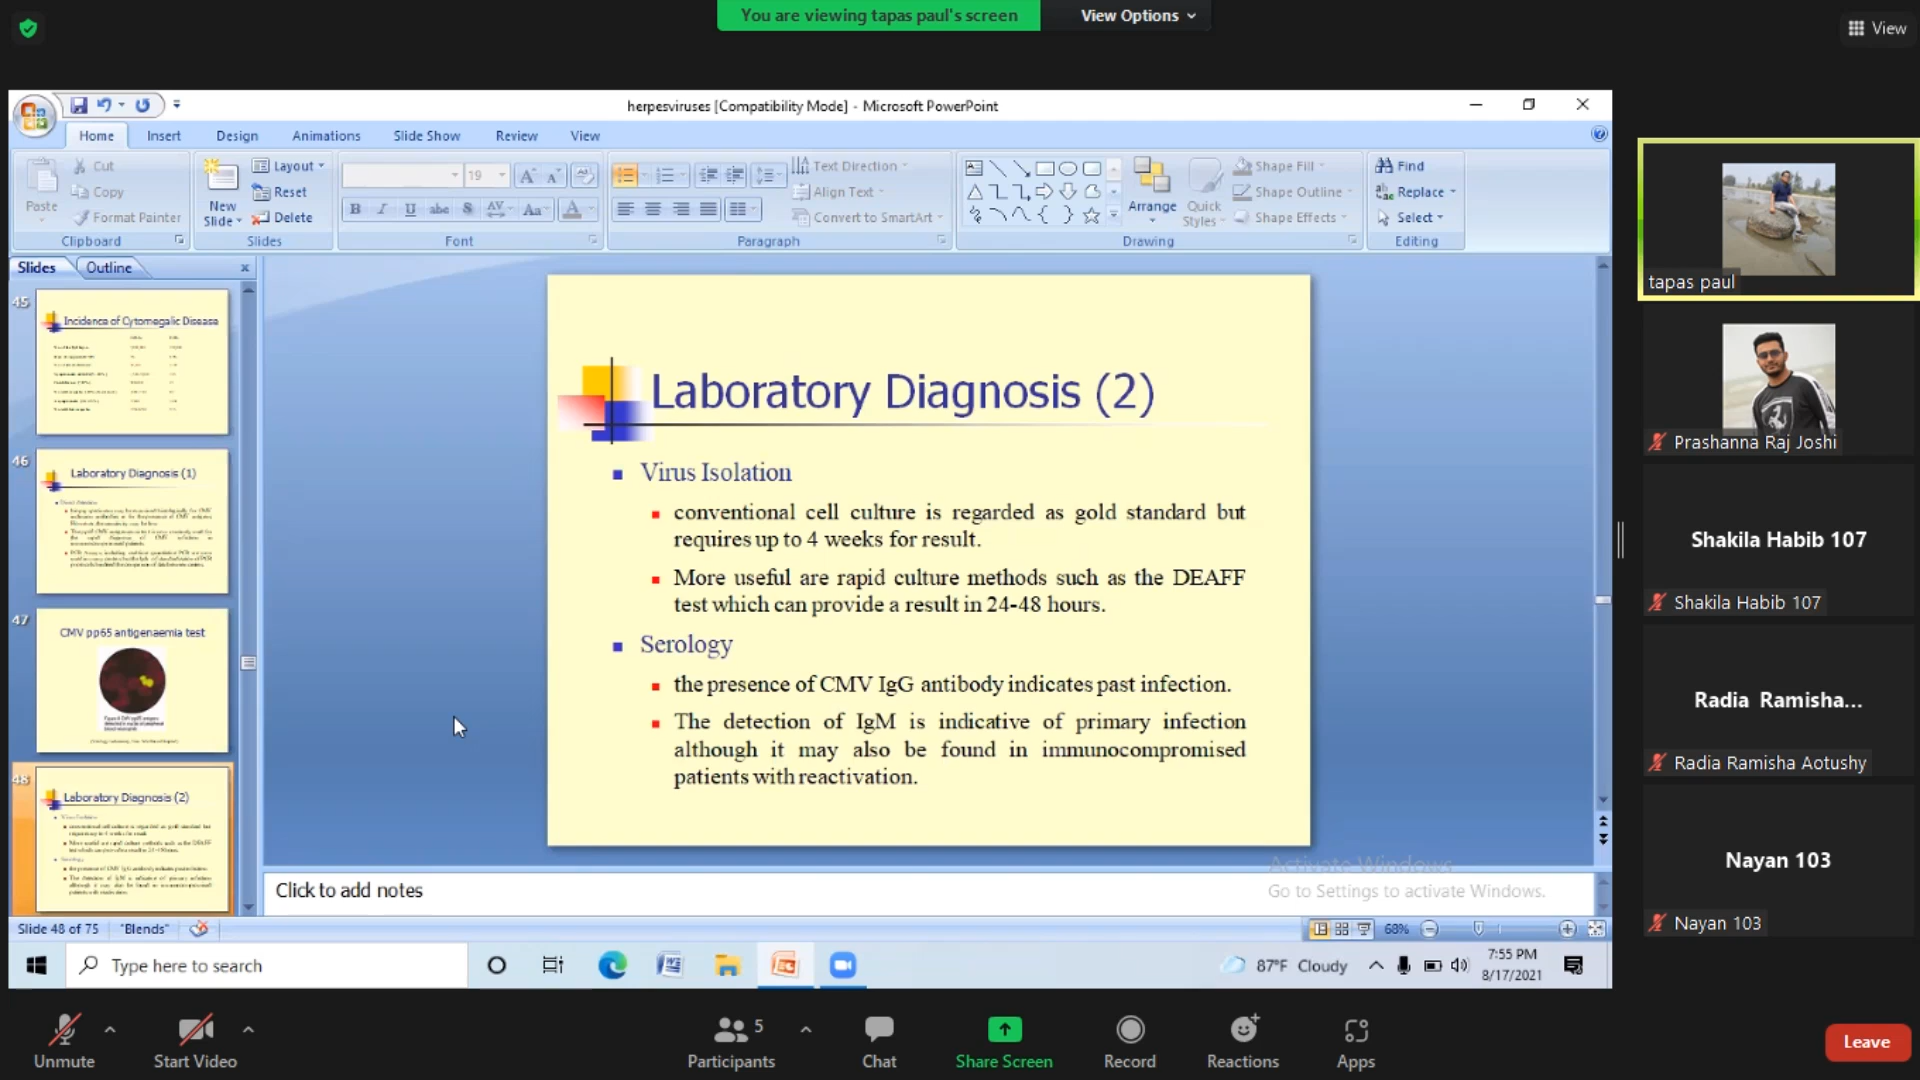 You are viewing tapas paul's screen
View Options
View
herpesviruses [Compatibility Mode] - Microsoft PowerPoint
Home
Insert
Design
Animations
Slide Show
Review
View
Paste
Cut
Copy
Format Painter
Clipboard
New
Slide
Layout
Reset
Delete
Slides
19
Font
Text Direction
Align Text
Convert to SmartArt
Paragraph
Arrange
Quick
Styles
Shape Fill
Shape Outline
Shape Effects
Drawing
Find
Replace
Select
Editing
Slides
Outline
45
Incidence of Cytomegalic Disease
46
Laboratory Diagnosis (1)
47
CMV pp65 antigenaemia test
48
Laboratory Diagnosis (2)
Laboratory Diagnosis (2)
Virus Isolation
conventional cell culture is regarded as gold standard but
requires up to 4 weeks for result.
More useful are rapid culture methods such as the DEAFF
test which can provide a result in 24-48 hours.
Serology
the presence of CMV IgG antibody indicates past infection.
The detection of IgM is indicative of primary infection
although it may also be found in immunocompromised
patients with reactivation.
Click to add notes
Activate Windows
Go to Settings to activate Windows.
Slide 48 of 75
"Blends"
68%
Type here to search
87°F Cloudy
7:55 PM
8/17/2021
tapas paul
Prashanna Raj Joshi
Shakila Habib 107
Shakila Habib 107
Radia Ramisha...
Radia Ramisha Aotushy
Nayan 103
Nayan 103
Unmute
Start Video
5
Participants
Chat
Share Screen
Record
Reactions
Apps
Leave